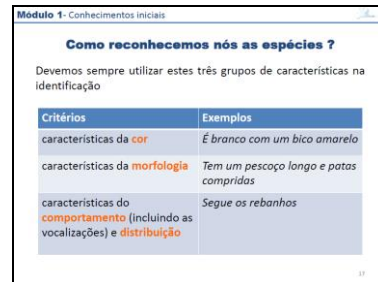 Módulo 1- Conhecimentos iniciais
Como reconhecemos nós as espécies ?
Devemos sempre utilizar estes três grupos de características na
identificação
Critérios Exemplos
características da cor É branco com um bico amarelo
características da morfologia Tem um pescoço longo e patas
compridas
características do Segue os rebanhos
comportamento (incluindo as
vocalizações) e distribuição
17